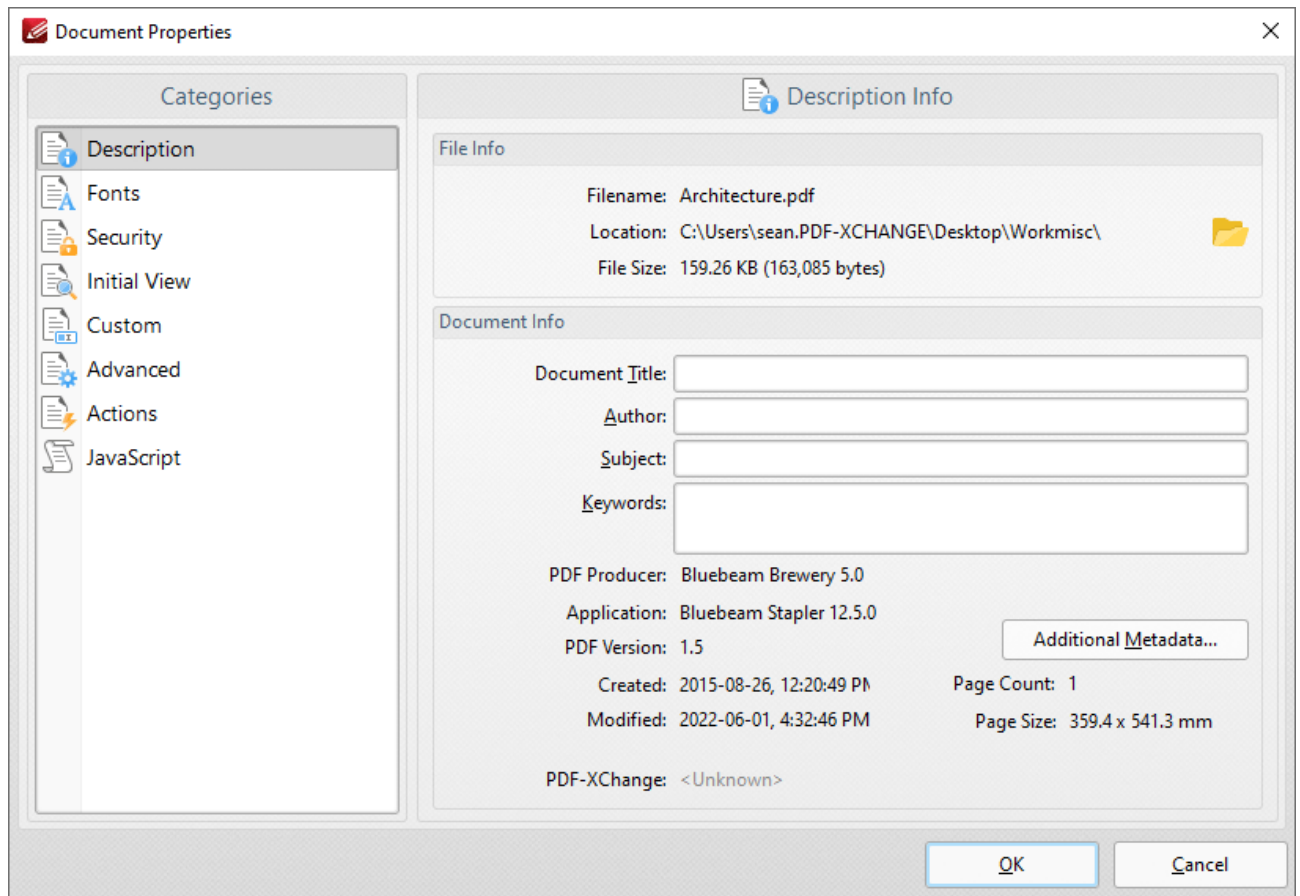 Document Properties
Categories
Description
Fonts
Security
Initial View
Custom
Advanced
Actions
JavaScript
Description Info
File Info
Filename: Architecture.pdf
Location: C:\Users\sean.PDF-XCHANGE\Desktop\Workmisc\
File Size: 159.26 KB (163,085 bytes)
Document Info
Document Title:
Author:
Subject:
Keywords:
PDF Producer: Bluebeam Brewery 5.0
Application: Bluebeam Stapler 12.5.0
PDF Version: 1.5
Additional Metadata...
Created: 2015-08-26, 12:20:49 PM
Page Count: 1
Modified: 2022-06-01, 4:32:46 PM
Page Size: 359.4 x 541.3 mm
PDF-XChange: <Unknown>
OK
Cancel